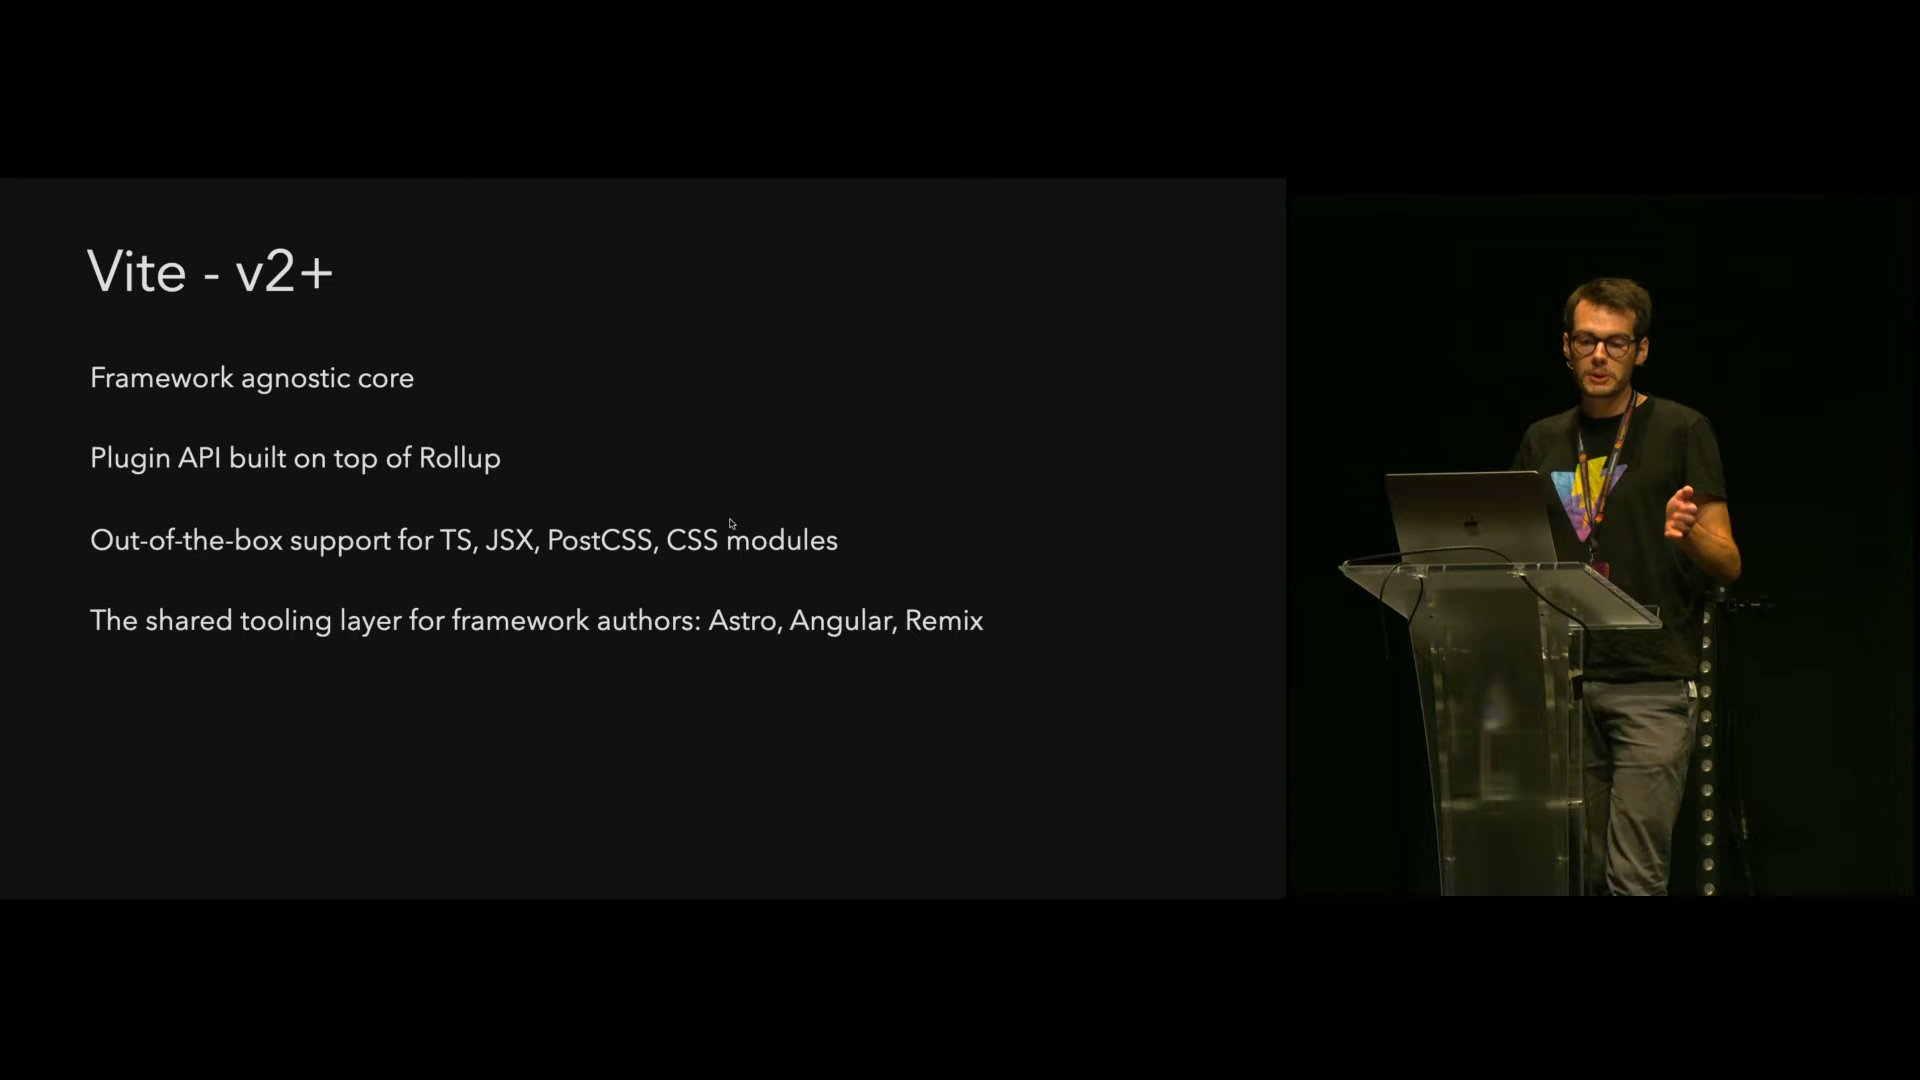 Vite - v2+
Framework agnostic core
Plugin API built on top of Rollup
Out-of-the-box support for TS, JSX, PostCSS, CSS modules
The shared tooling layer for framework authors: Astro, Angular, Remix